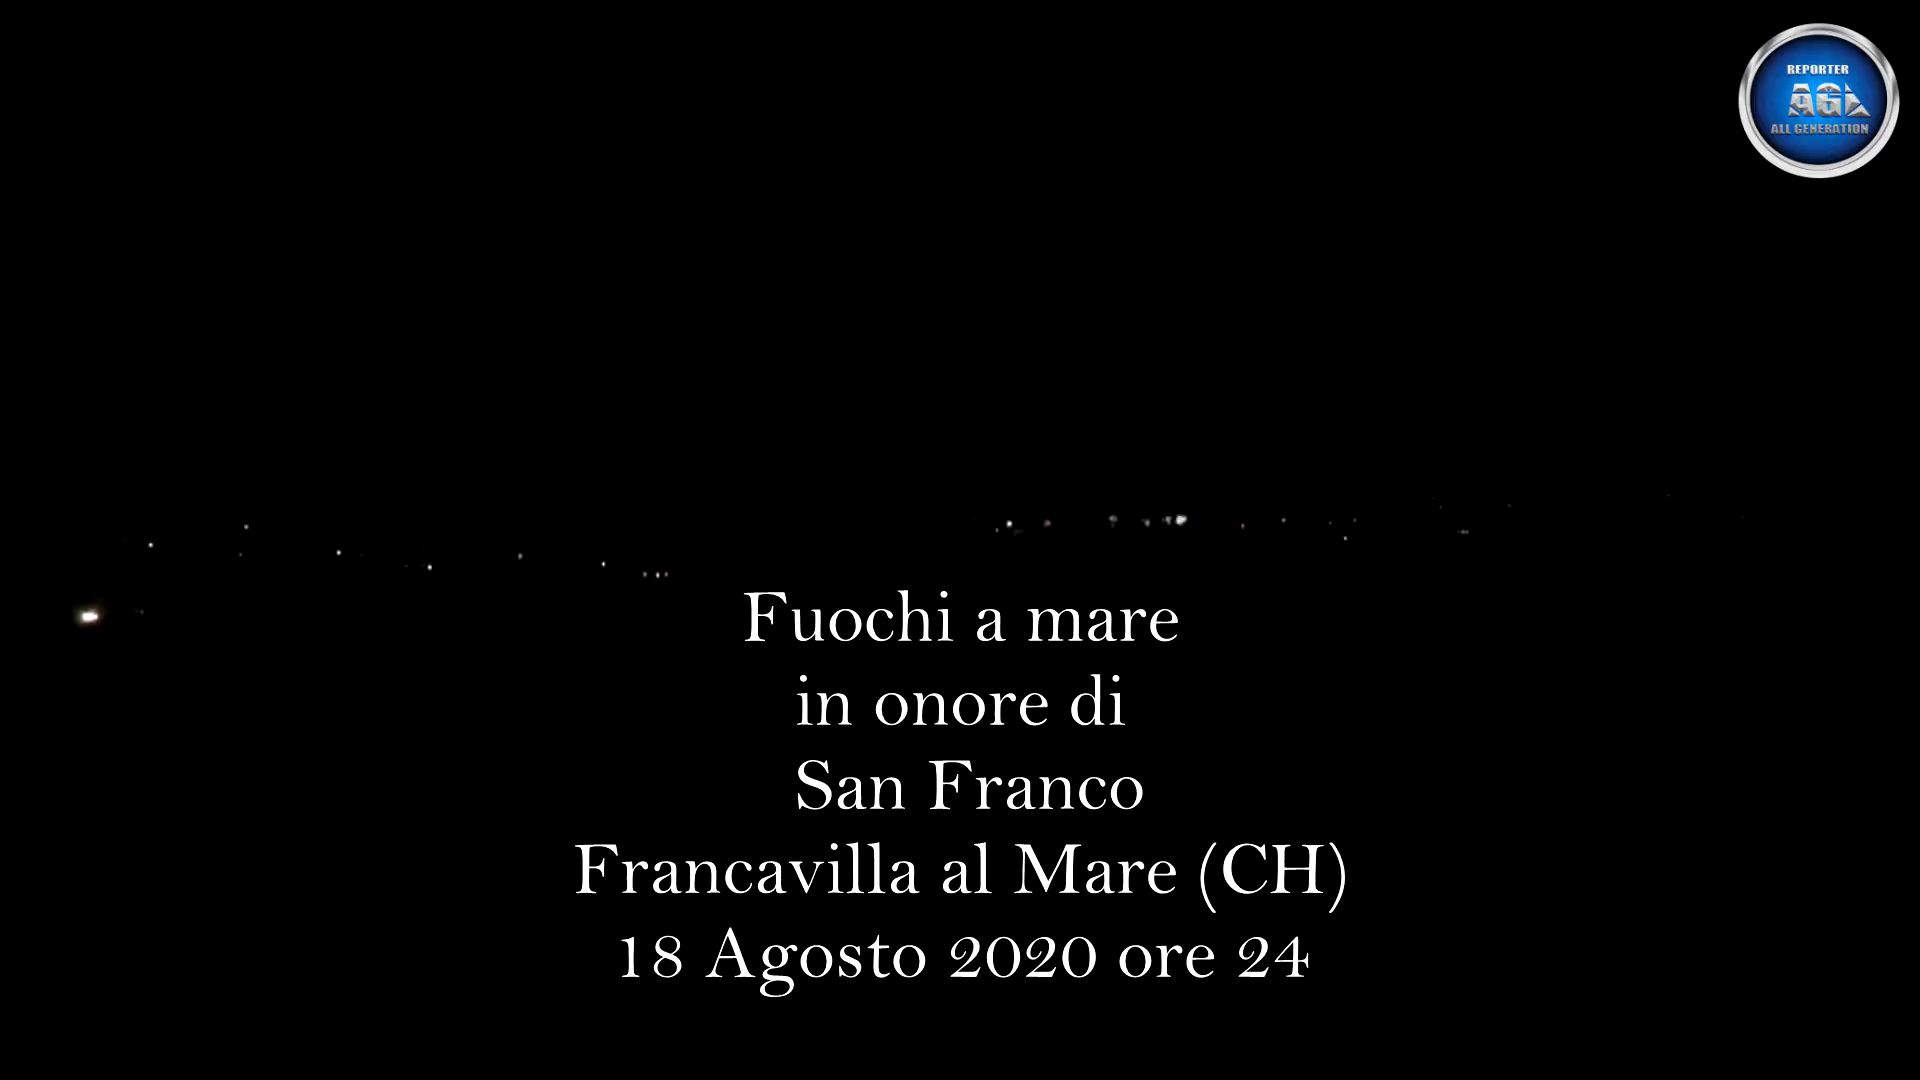 REPORTER
AGL
ALL GENERATION
Fuochi a mare
in onore di
San Franco
Francavilla al Mare (CH)
18 Agosto 2020 ore 24